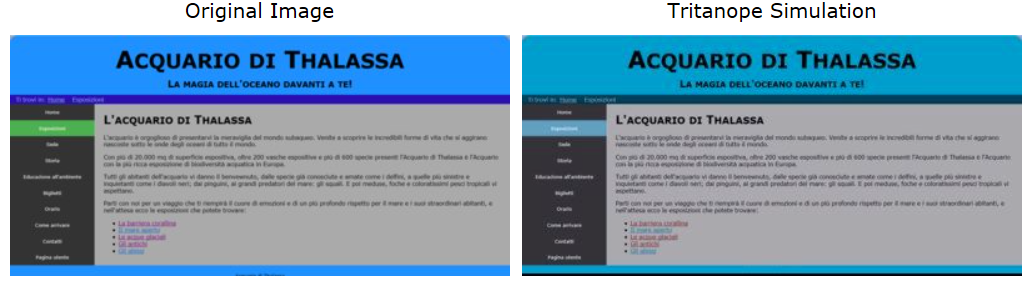 Original Image
ACQUARIO DI THALASSA
LA MAGIA DELL'OCEANO DAVANTI A TE!
Ti trovi in: Home Esposizioni
Home
Esposizioni
Sede
Storia
Educazione all'ambiente
Biglietti
Orario
Come arrivare
Contatti
Pagina utente
L'ACQUARIO DI THALASSA
L'acquario è orgoglioso di presentarvi la meraviglia del mondo subaqueo. Venite a scoprire le incredibili forme di vita che si aggirano
nascoste sotto le onde degli oceani di tutto il mondo.
Con più di 20.000 mq di superficie espositiva, oltre 200 vasche espositive e più di 600 specie presenti l'Acquario di Thalassa e l'Acquario
con la più ricca esposizione di biodiversità acquatica in Europa.
Tutti gli abitanti dell'acquario vi danno il benvenuto, dalle specie già conosciute e amate come i delfini, a quelle più sinistre e
inquietanti come i diavoli neri; dai pinguini, ai grandi predatori del mare: gli squali. E poi meduse, foche e coloratissimi pesci tropicali vi
aspettano.
Parti con noi per un viaggio che ti riempirà il cuore di emozioni e di un più profondo rispetto per il mare e i suoi straordinari abitanti, e
nell'attesa ecco le esposizioni che potete trovare:
La barriera corallina
Il mare aperto
Le acque glaciali
Gli antichi
Gli abissi
Acquario di Thalassa
Tritanope Simulation
ACQUARIO DI THALASSA
LA MAGIA DELL'OCEANO DAVANTI A TE!
Ti trovi in: Home Esposizioni
Home
Esposizioni
Sede
Storia
Educazione all'ambiente
Biglietti
Orario
Come arrivare
Contatti
Pagina utente
L'ACQUARIO DI THALASSA
L'acquario è orgoglioso di presentarvi la meraviglia del mondo subaqueo. Venite a scoprire le incredibili forme di vita che si aggirano
nascoste sotto le onde degli oceani di tutto il mondo.
Con più di 20.000 mq di superficie espositiva, oltre 200 vasche espositive e più di 600 specie presenti l'Acquario di Thalassa e l'Acquario
con la più ricca esposizione di biodiversità acquatica in Europa.
Tutti gli abitanti dell'acquario vi danno il benvenuto, dalle specie già conosciute e amate come i delfini, a quelle più sinistre e
inquietanti come i diavoli neri; dai pinguini, ai grandi predatori del mare: gli squali. E poi meduse, foche e coloratissimi pesci tropicali vi
aspettano.
Parti con noi per un viaggio che ti riempirà il cuore di emozioni e di un più profondo rispetto per il mare e i suoi straordinari abitanti, e
nell'attesa ecco le esposizioni che potete trovare:
La barriera corallina
Il mare aperto
Le acque glaciali
Gli antichi
Gli abissi